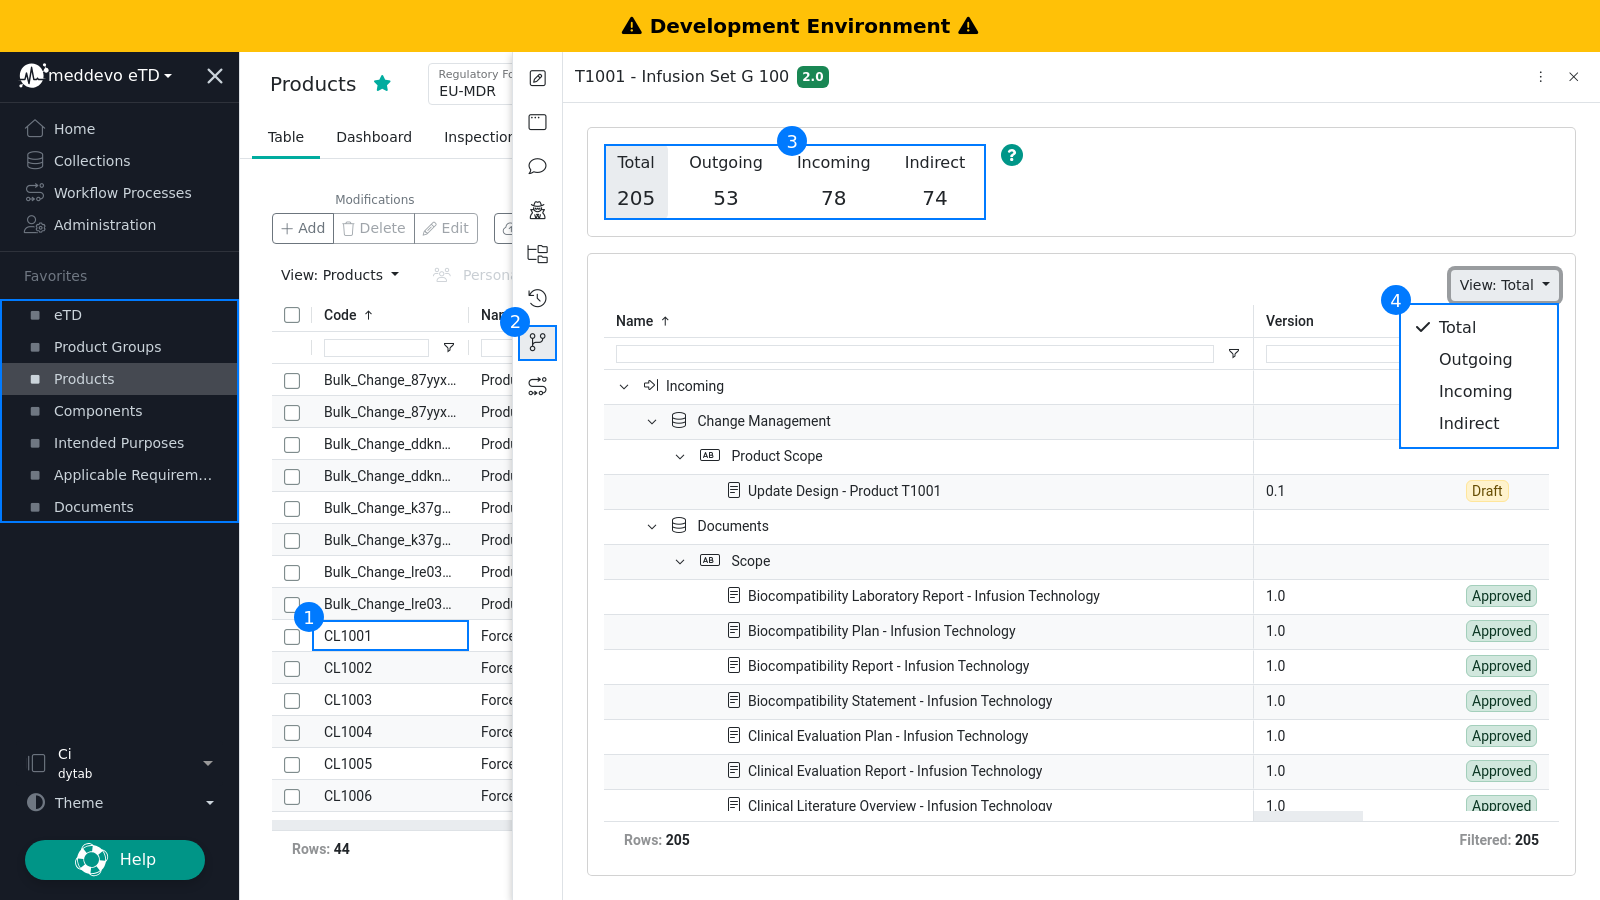 Development Environment
meddevo eTD
Home
Collections
Workflow Processes
Administration
Favorites
eTD
Product Groups
Products
Components
Intended Purposes
Applicable Requirem...
Documents
Ci
dytab
Theme
Help
Products
Regulatory Fo
EU-MDR
Table
Dashboard
Inspection
Modifications
Add
Delete
Edit
View: Products
Persona
Code
Nam
Bulk_Change_87yyx... Produ
Bulk_Change_87yyx... Produ
Bulk_Change_ddkn... Produ
Bulk_Change_ddkn... Produ
Bulk_Change_k37g... Produ
Bulk_Change_k37g... Produ
Bulk_Change_lre03... Produ
Bulk_Change_lre03... Produ
1
CL1001 Force
CL1002 Force
CL1003 Force
CL1004 Force
CL1005 Force
CL1006 Force
Rows: 44
2
T1001 - Infusion Set G 100 2.0
3
Total Outgoing Incoming Indirect
205 53 78 74
?
View: Total
4
Total
Outgoing
Incoming
Indirect
Name
Version
Incoming
Change Management
AB Product Scope
Update Design - Product T1001 0.1 Draft
Documents
AB Scope
Biocompatibility Laboratory Report - Infusion Technology 1.0 Approved
Biocompatibility Plan - Infusion Technology 1.0 Approved
Biocompatibility Report - Infusion Technology 1.0 Approved
Biocompatibility Statement - Infusion Technology 1.0 Approved
Clinical Evaluation Plan - Infusion Technology 1.0 Approved
Clinical Evaluation Report - Infusion Technology 1.0 Approved
Clinical Literature Overview - Infusion Technology 1.0 Approved
Rows: 205
Filtered: 205